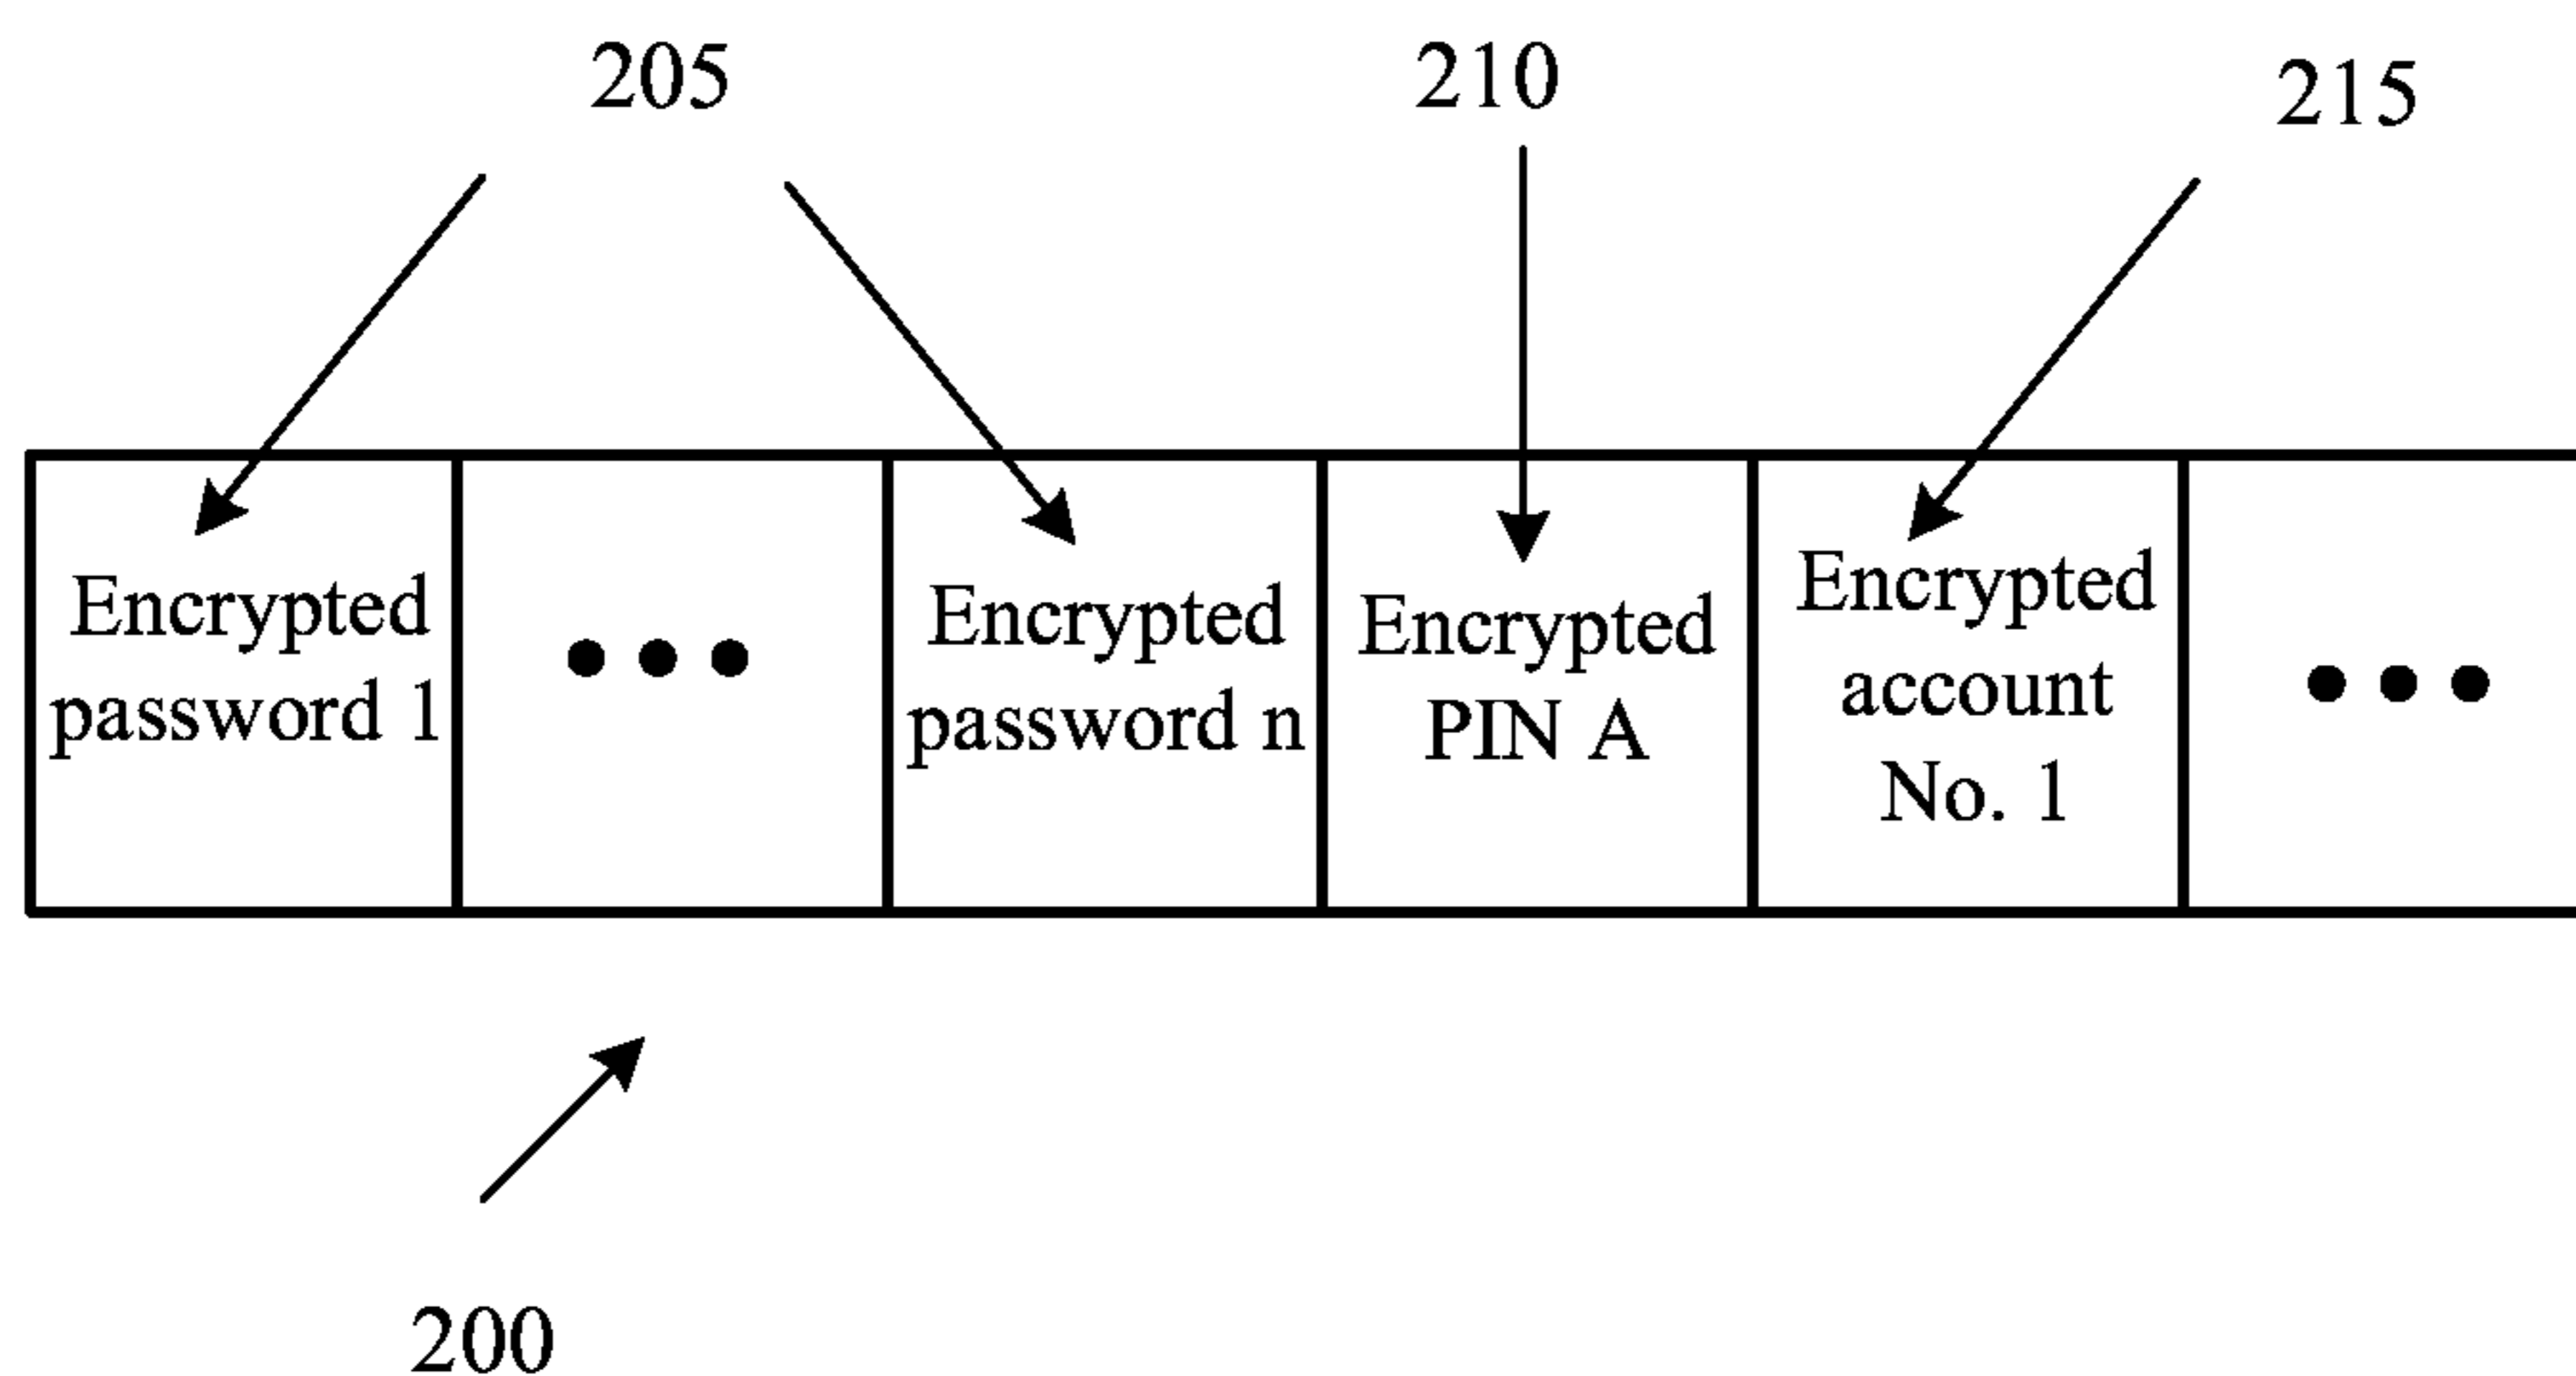 205
210
215
Encrypted
password 1
Encrypted
password n
Encrypted
PIN A
Encrypted
account
No. 1
200